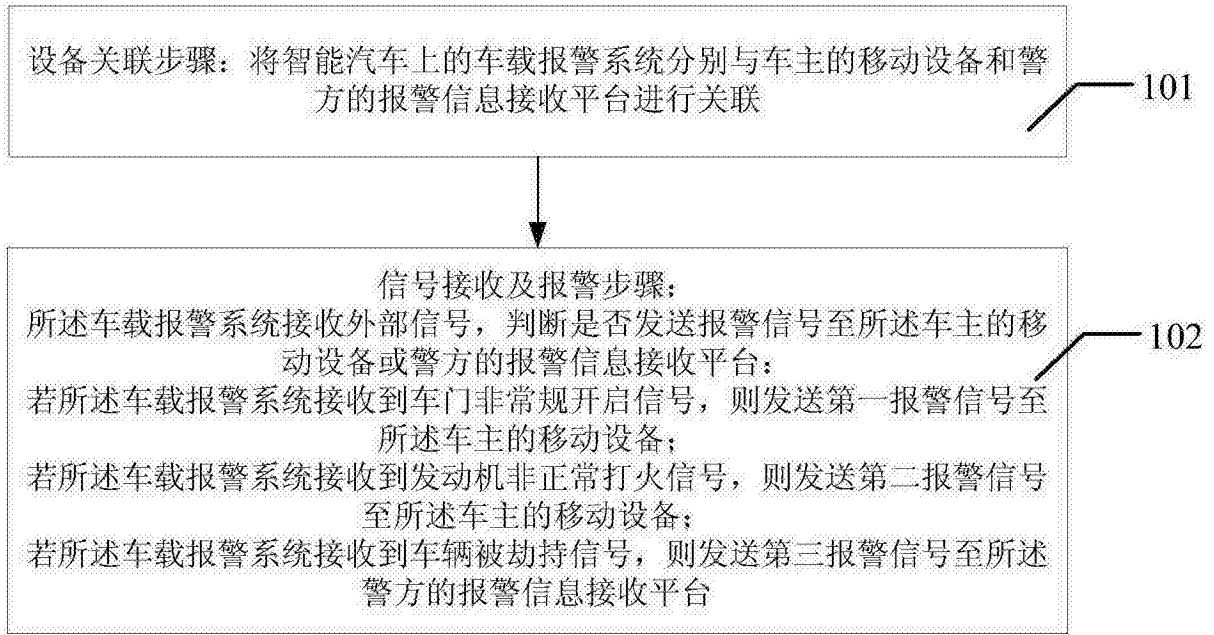 设备关联步骤：将智能汽车上的车载报警系统分别与车主的移动设备和警
方的报警信息接收平台进行关联
101
信号接收及报警步骤：
所述车载报警系统接收外部信号，判断是否发送报警信号至所述车主的移
动设备或警方的报警信息接收平台：
102
若所述车载报警系统接收到车门非常规开启信号，则发送第一报警信号至
所述车主的移动设备；
若所述车载报警系统接收到发动机非正常打火信号，则发送第二报警信号
至所述车主的移动设备；
若所述车载报警系统接收到车辆被劫持信号，则发送第三报警信号至所述
警方的报警信息接收平台